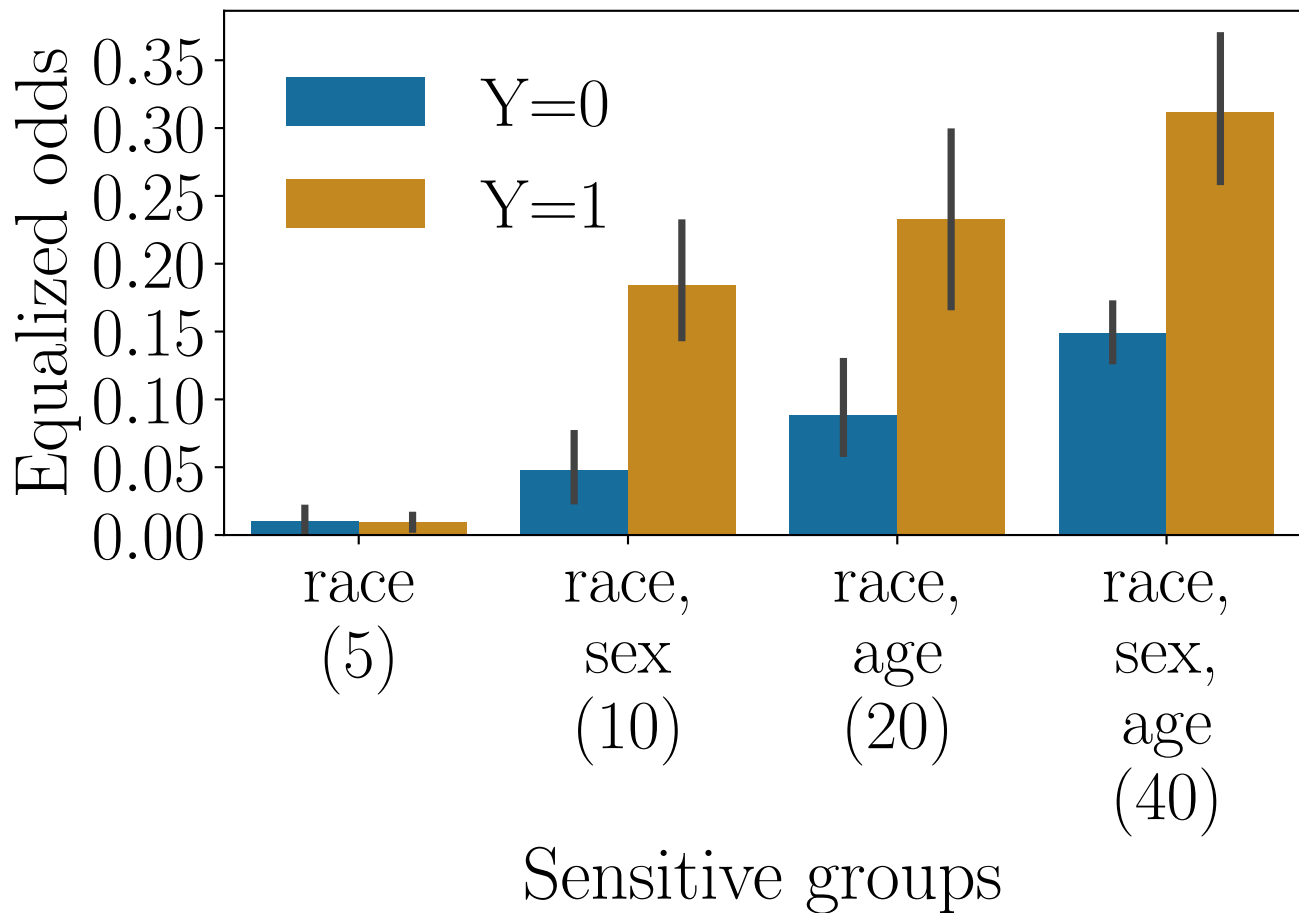 Equalized odds
0.35
0.30
0.25
0.20
0.15
0.10
0.05
0.00
Y=0
Y=1
race
(5)
race,
sex
(10)
race,
age
(20)
race,
sex,
age
(40)
Sensitive groups